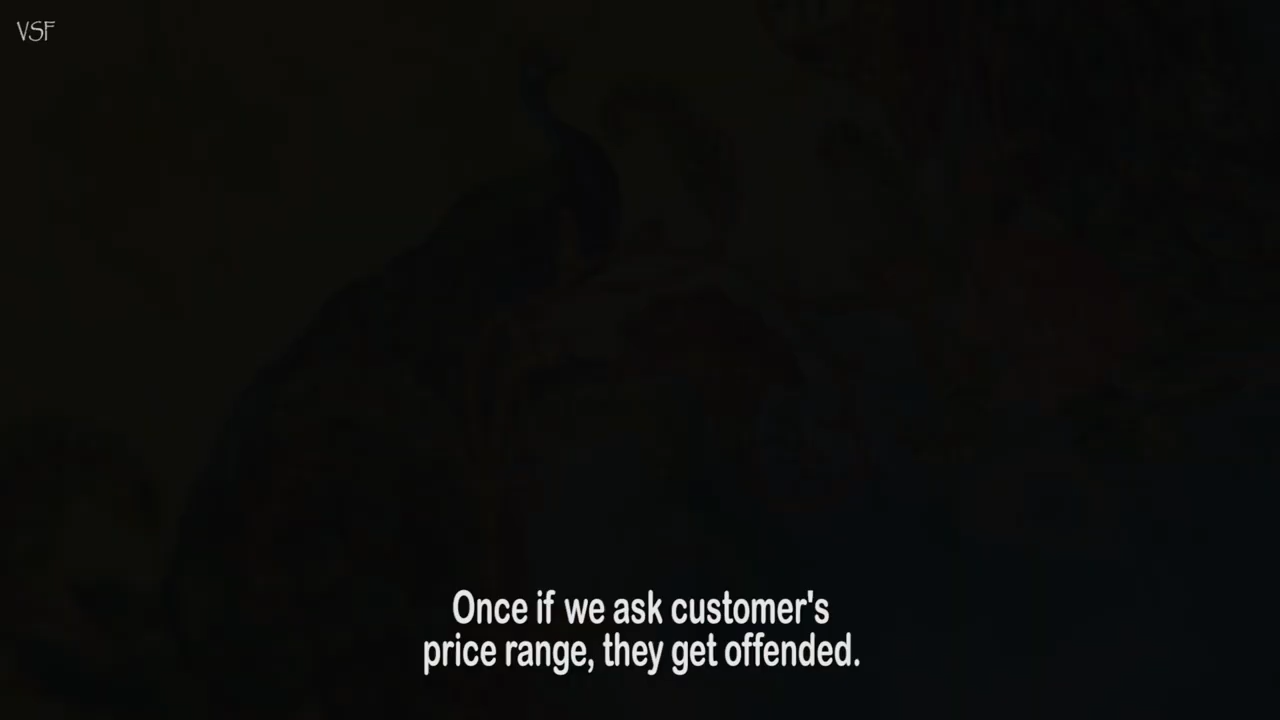 VSF
Once if we ask customer's
price range, they get offended.